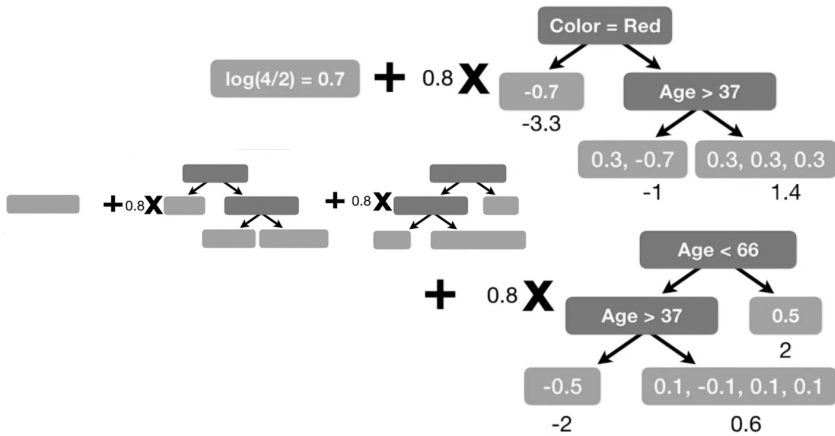 Color = Red
log(4/2) = 0.7 + 0.8 X -0.7 Age > 37
-3.3
0.3, -0.7 0.3, 0.3, 0.3
-1 1.4
+ 0.8 X + 0.8 X
Age < 66
+ 0.8 X Age > 37 0.5
2
-0.5 0.1, -0.1, 0.1, 0.1
-2 0.6